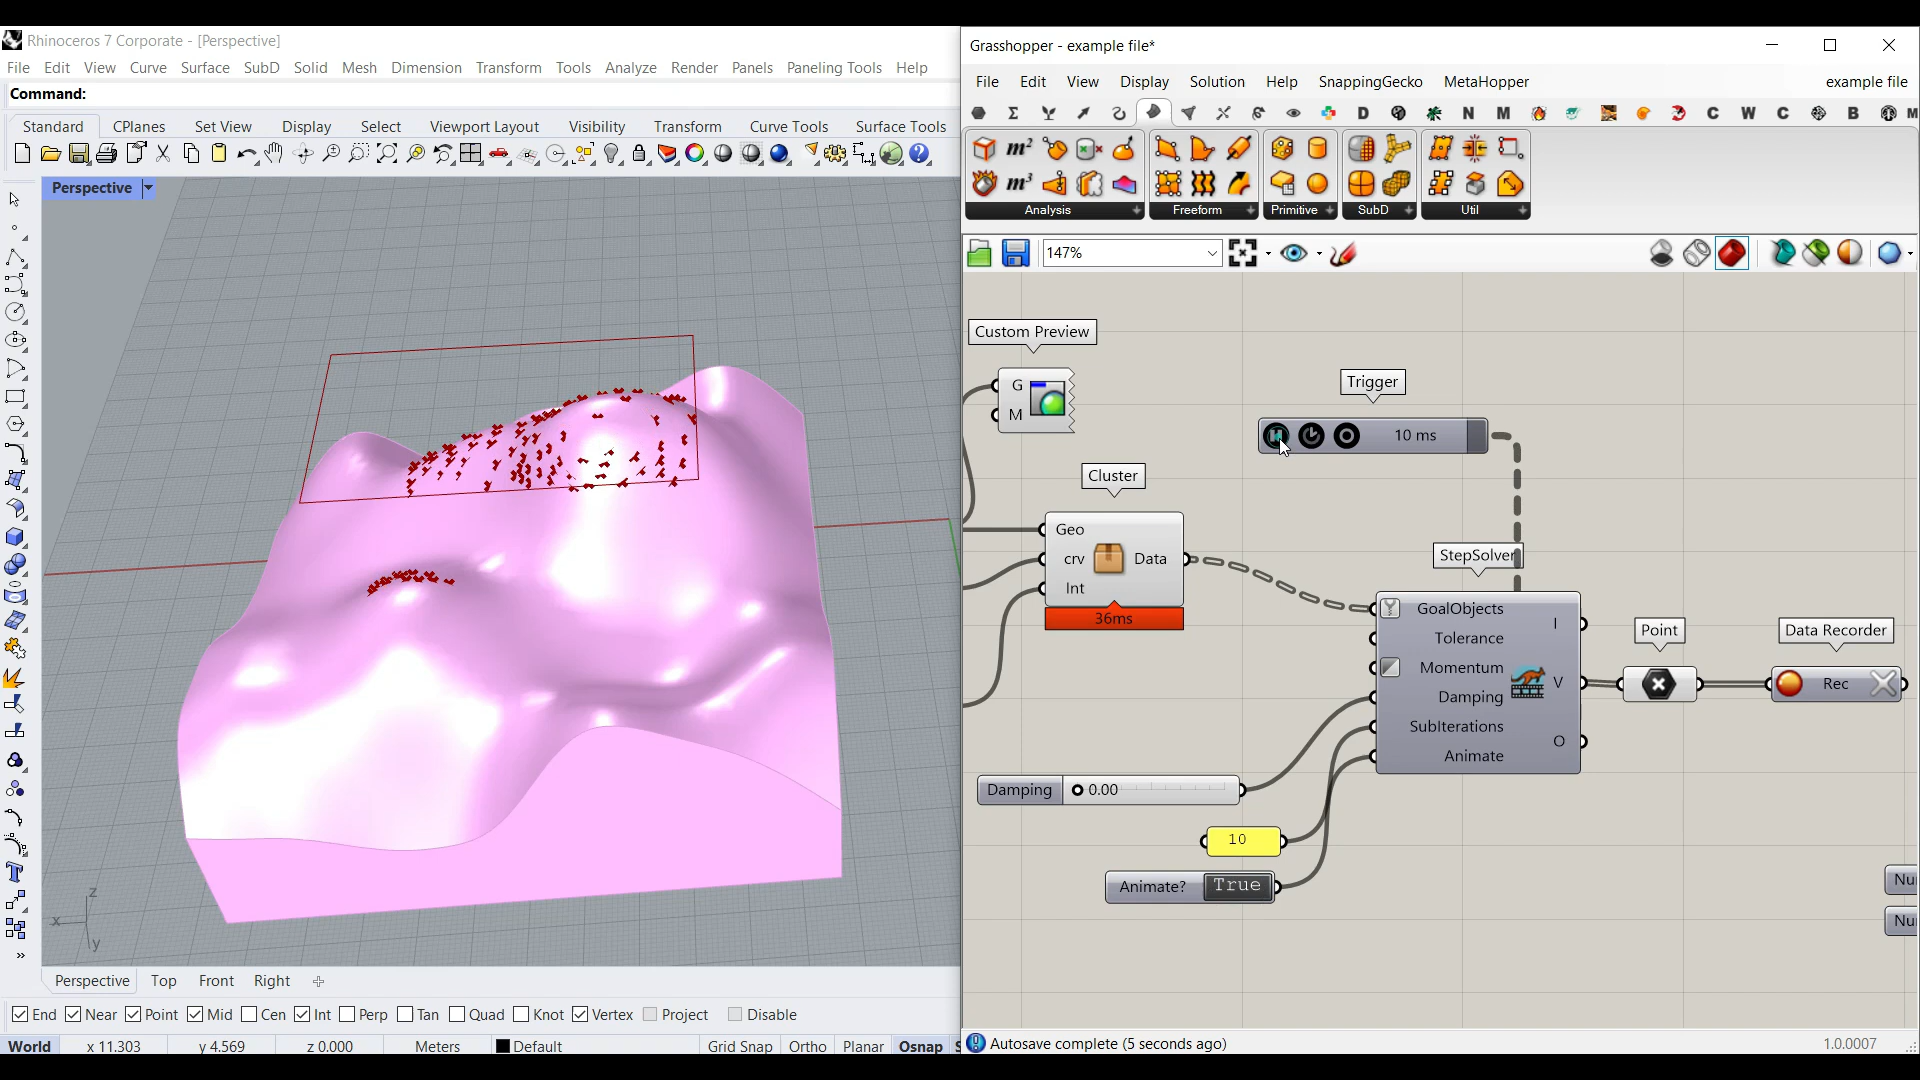 Rhinoceros 7 Corporate - [Perspective]
File Edit View Curve Surface SubD Solid Mesh Dimension Transform Tools Analyze Render Panels Paneling Tools Help
Command:
Standard CPlanes Set View Display Select Viewport Layout Visibility Transform Curve Tools Surface Tools
Perspective
z
x
y
Perspective Top Front Right
End Near Point Mid Cen Int Perp Tan Quad Knot Vertex Project Disable
World x 11.303 y 4.569 z 0.000 Meters Default Grid Snap Ortho Planar Osnap S
Grasshopper - example file*
File Edit View Display Solution Help SnappingGecko MetaHopper example file
D N M C W C B M
m² m³
Analysis Freeform Primitive SubD Util
147%
Custom Preview
G
M
Trigger
10 ms
Cluster
Geo
crv Data
Int
36ms
StepSolver
GoalObjects
I
Tolerance
Momentum
V
Damping
SubIterations
O
Animate
Point
Data Recorder
Rec
Damping 0.00
10
Animate? True
Nu
Nu
Autosave complete (5 seconds ago) 1.0.0007